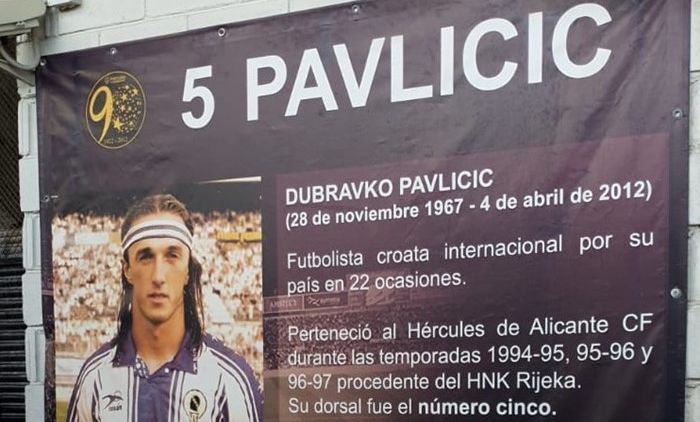 5 PAVLICIC
DUBRAVKO PAVLICIC
(28 de noviembre 1967 - 4 de abril de 2012)
Futbolista croata internacional por su
país en 22 ocasiones.
Perteneció al Hércules de Alicante CF
durante las temporadas 1994-95, 95-96 y
96-97 procedente del HNK Rijeka.
Su dorsal fue el número cinco.